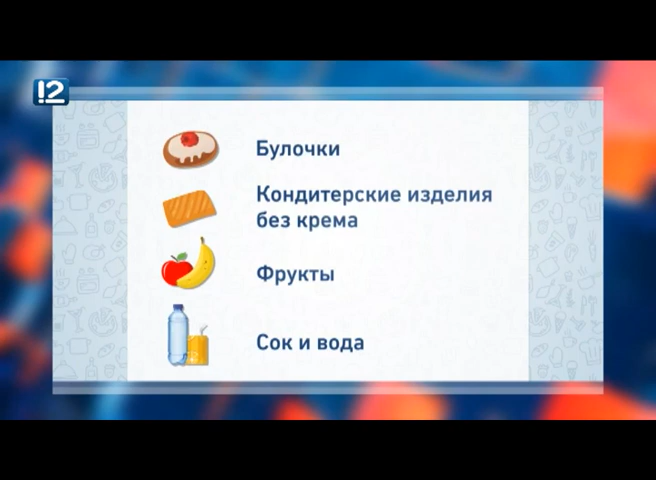 12
Булочки
Кондитерские изделия
без крема
Фрукты
Сок и вода